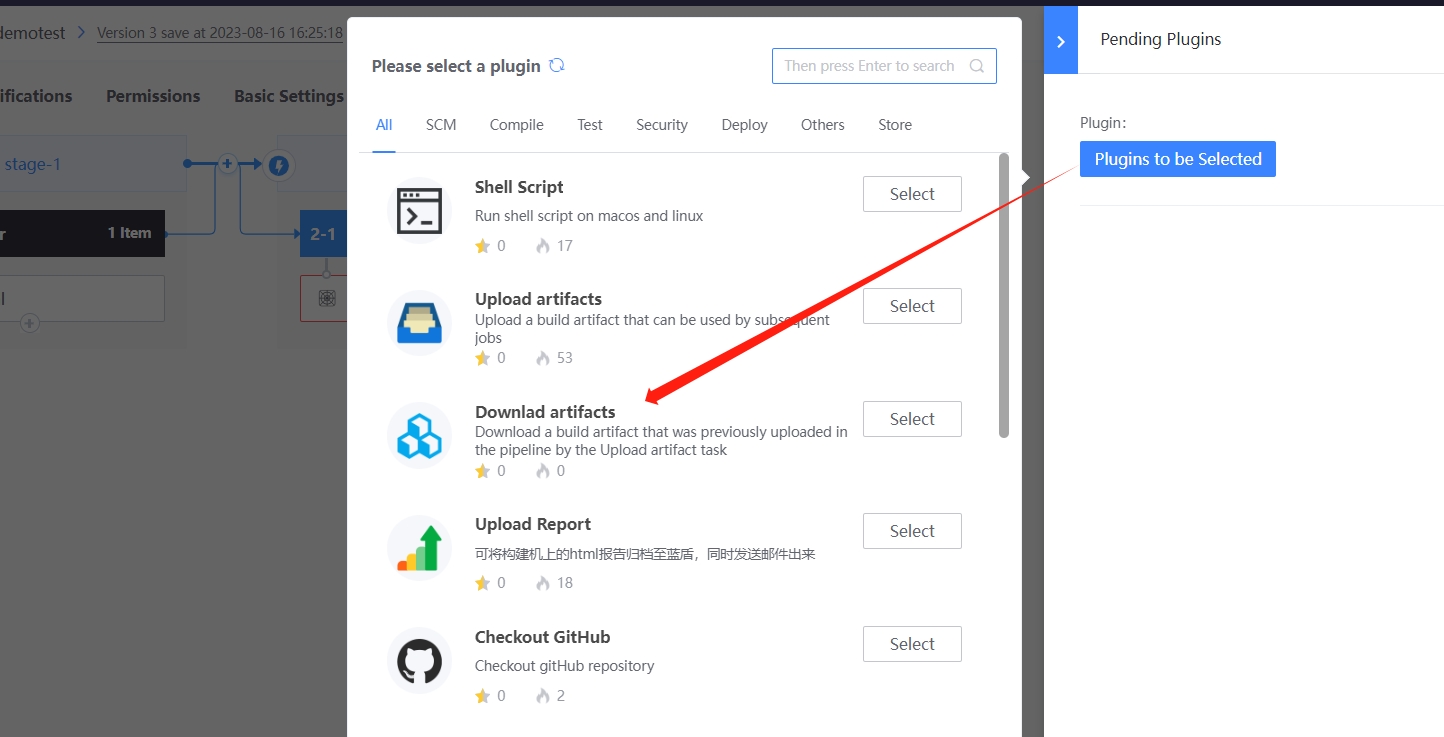 demotest
Version 3 save at 2023-08-16 16:25:18
Permissions
Basic Settings
stage-1
1 Item
2-1
Please select a plugin
Then press Enter to search
All
SCM
Compile
Test
Security
Deploy
Others
Store
Shell Script
Run shell script on macos and linux
0
17
Select
Upload artifacts
Upload a build artifact that can be used by subsequent
jobs
0
53
Select
Downlad artifacts
Download a build artifact that was previously uploaded in
the pipeline by the Upload artifact task
0
0
Select
Upload Report
可将构建机上的html报告归档至蓝盾，同时发送邮件出来
0
18
Select
Checkout GitHub
Checkout gitHub repository
0
2
Select
Pending Plugins
Plugin:
Plugins to be Selected